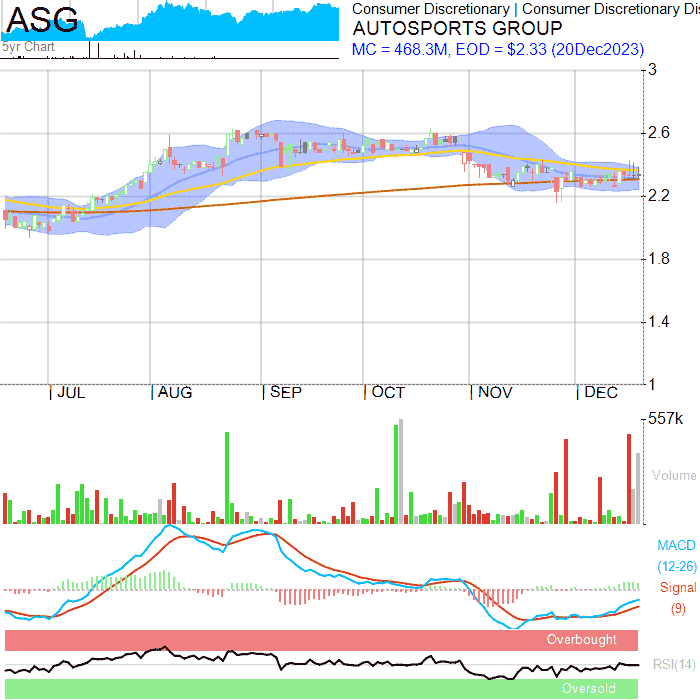 ASG
5yr Chart
Consumer Discretionary | Consumer Discretionary Dis
AUTOSPORTS GROUP
MC = 468.3M, EOD = $2.33 (20Dec2023)
3
2.6
2.2
1.8
1.4
1
| JUL | AUG | SEP | OCT | NOV | DEC
557k
Volume
MACD
(12-26)
Signal
(9)
Overbought
RSI(14)
Oversold